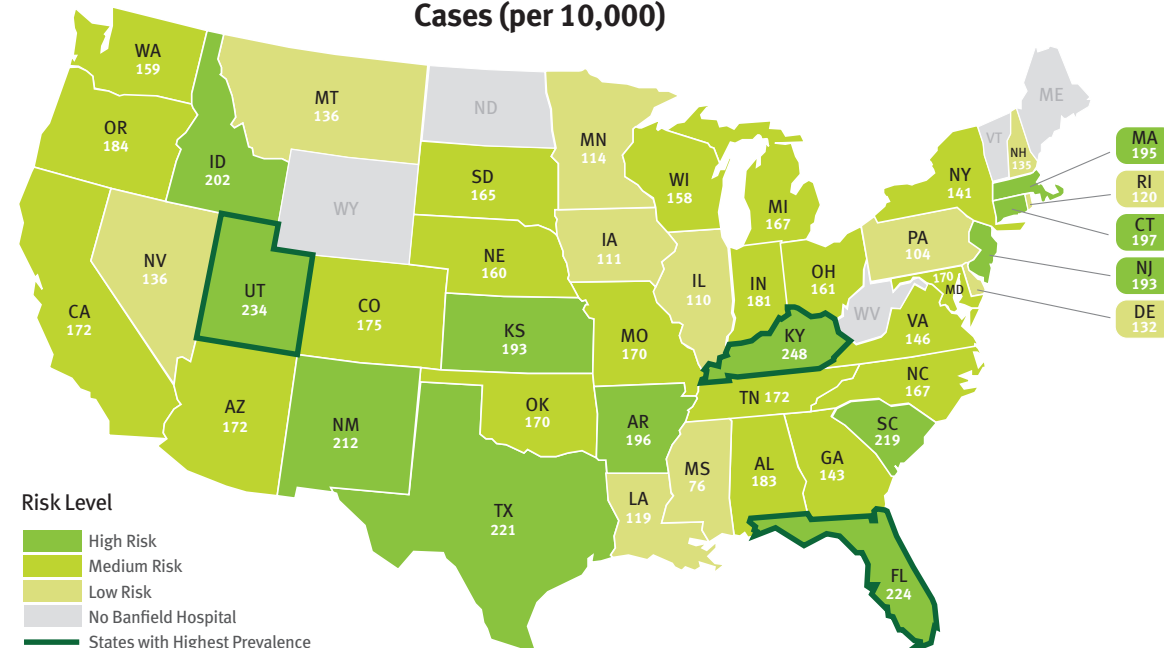 Cases (per 10,000)
WA
159
OR
184
CA
172
NV
136
ID
202
MT
136
WY
UT
234
AZ
172
CO
175
NM
212
ND
SD
165
NE
160
KS
193
OK
170
TX
221
MN
114
IA
111
MO
170
AR
196
LA
119
WI
158
IL
110
MS
76
MI
167
IN
181
OH
161
KY
248
TN 172
AL
183
GA
143
FL
224
SC
219
NC
167
VA
146
WV
170
MD
PA
104
NY
141
VT
NH
135
ME
MA
195
RI
120
CT
197
NJ
193
DE
132
Risk Level
High Risk
Medium Risk
Low Risk
No Banfield Hospital
States with Highest Prevalence